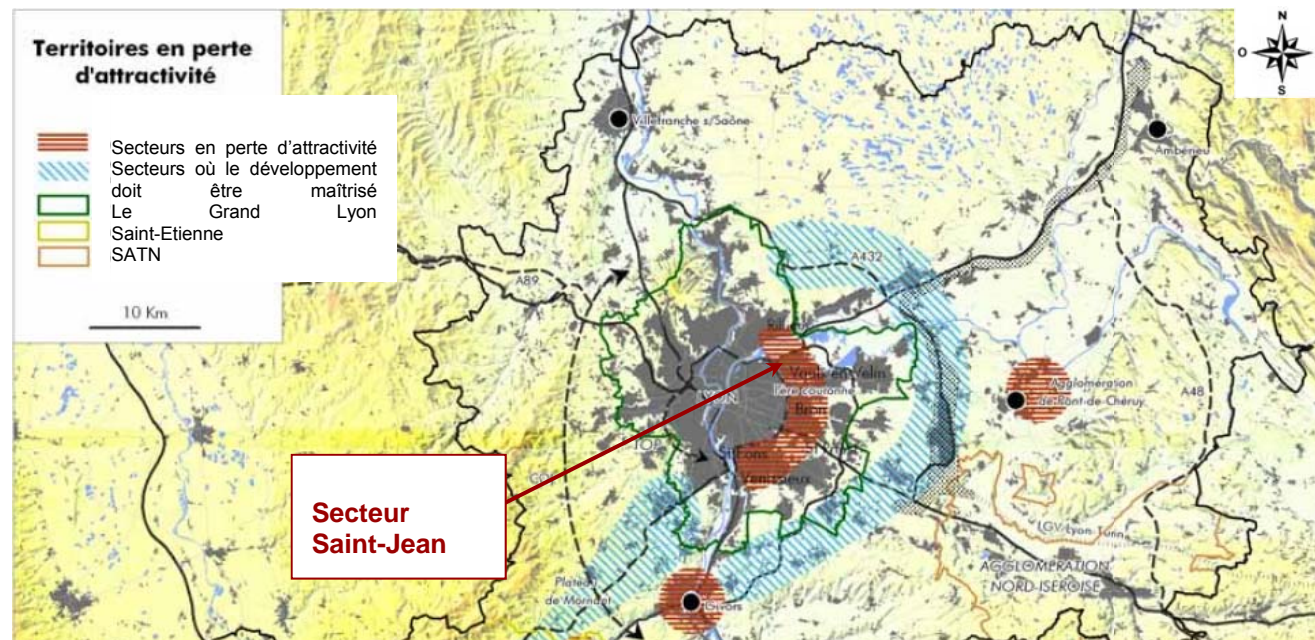 Territoires en perte
d'attractivité
Secteurs en perte d'attractivité
Secteurs où le développement
doit être maîtrisé
Le Grand Lyon
Saint-Etienne
SATN
10 Km
N
O
E
S
Villefranche s/Saône
Ambérieu
A432
A89
Vaulx-en-Velin
1ère couronne
LYON
Bron
Agglomération
de Pont-de-Chéruy
A48
TOP
St Fons
Vénissieux
COL
Secteur
Saint-Jean
LGV Lyon Turin
AGGLOMÉRATION
NORD-ISÉROISE
Plateau
de Mornant
Givors